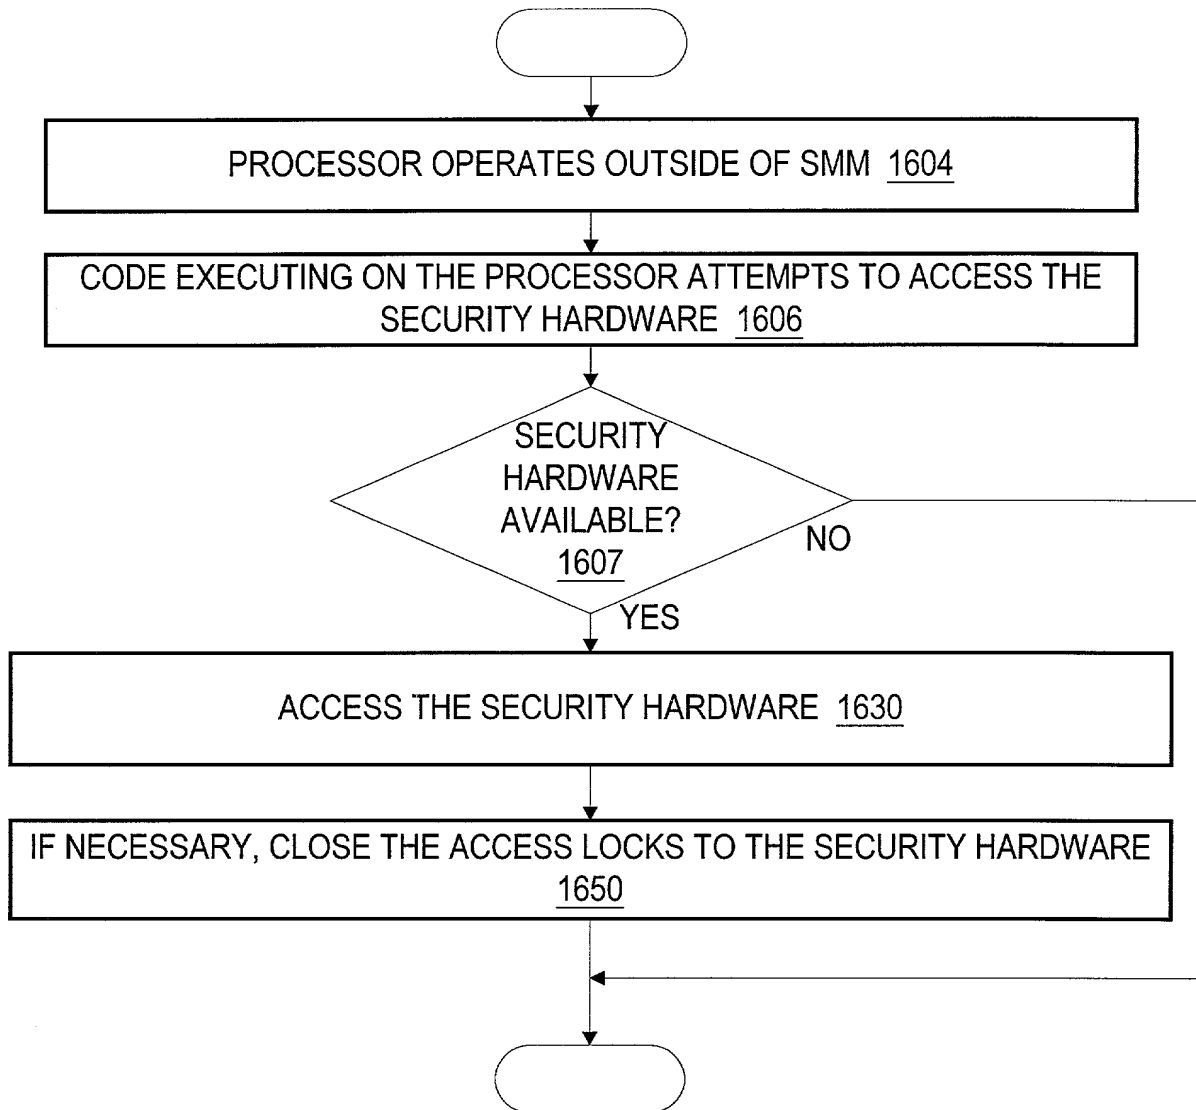 PROCESSOR OPERATES OUTSIDE OF SMM 1604
CODE EXECUTING ON THE PROCESSOR ATTEMPTS TO ACCESS THE
SECURITY HARDWARE 1606
SECURITY
HARDWARE
AVAILABLE?
1607
NO
YES
ACCESS THE SECURITY HARDWARE 1630
IF NECESSARY, CLOSE THE ACCESS LOCKS TO THE SECURITY HARDWARE
1650